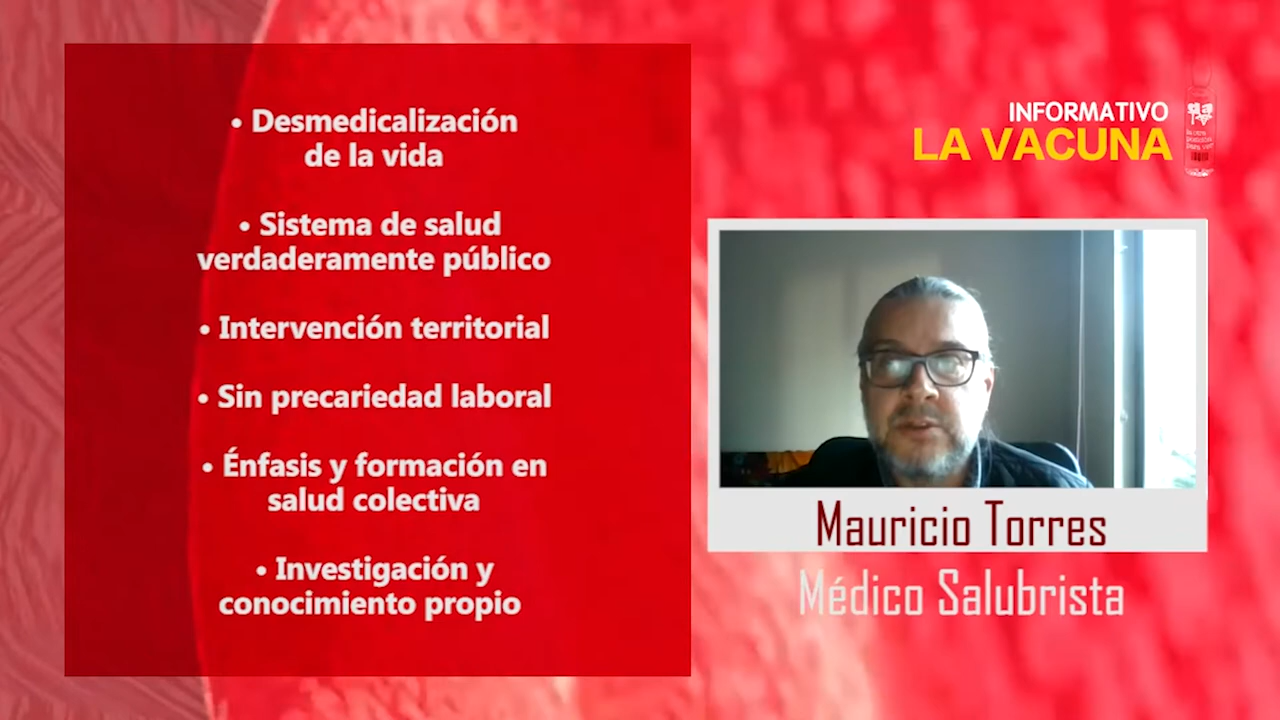 • Desmedicalización
de la vida
• Sistema de salud
verdaderamente público
• Intervención territorial
• Sin precariedad laboral
• Énfasis y formación en
salud colectiva
• Investigación y
conocimiento propio
INFORMATIVO
LA VACUNA
Mauricio Torres
Médico Salubrista